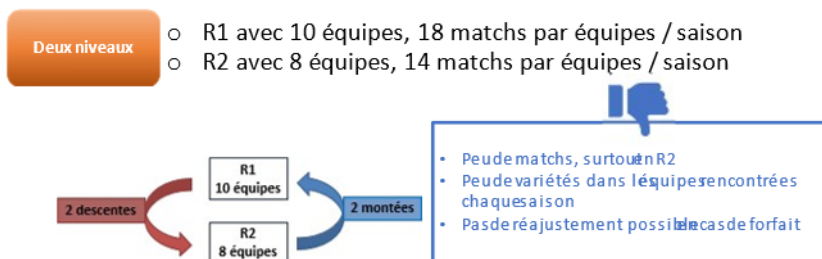 Deux niveaux
o R1 avec 10 équipes, 18 matchs par équipes / saison
o R2 avec 8 équipes, 14 matchs par équipes / saison
R1
10 équipes
2 descentes
2 montées
R2
8 équipes
• Peu de matchs, surtout en R2
• Peu de variétés dans les équipes rencontrées
chaque saison
• Pas de réajustement possible en cas de forfait